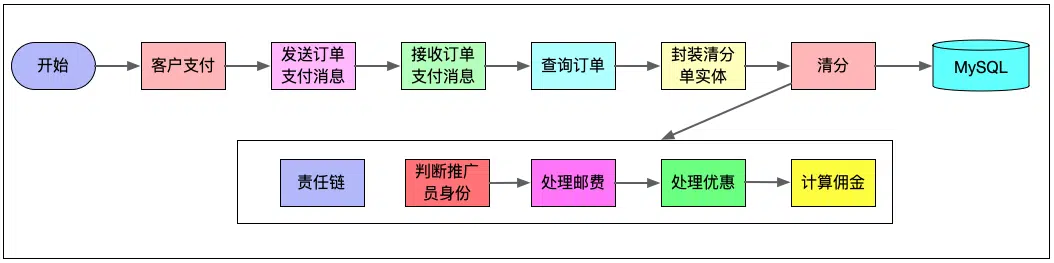 开始
客户支付
发送订单
支付消息
接收订单
支付消息
查询订单
封装清分
单实体
清分
MySQL
责任链
判断推广
员身份
处理邮费
处理优惠
计算佣金